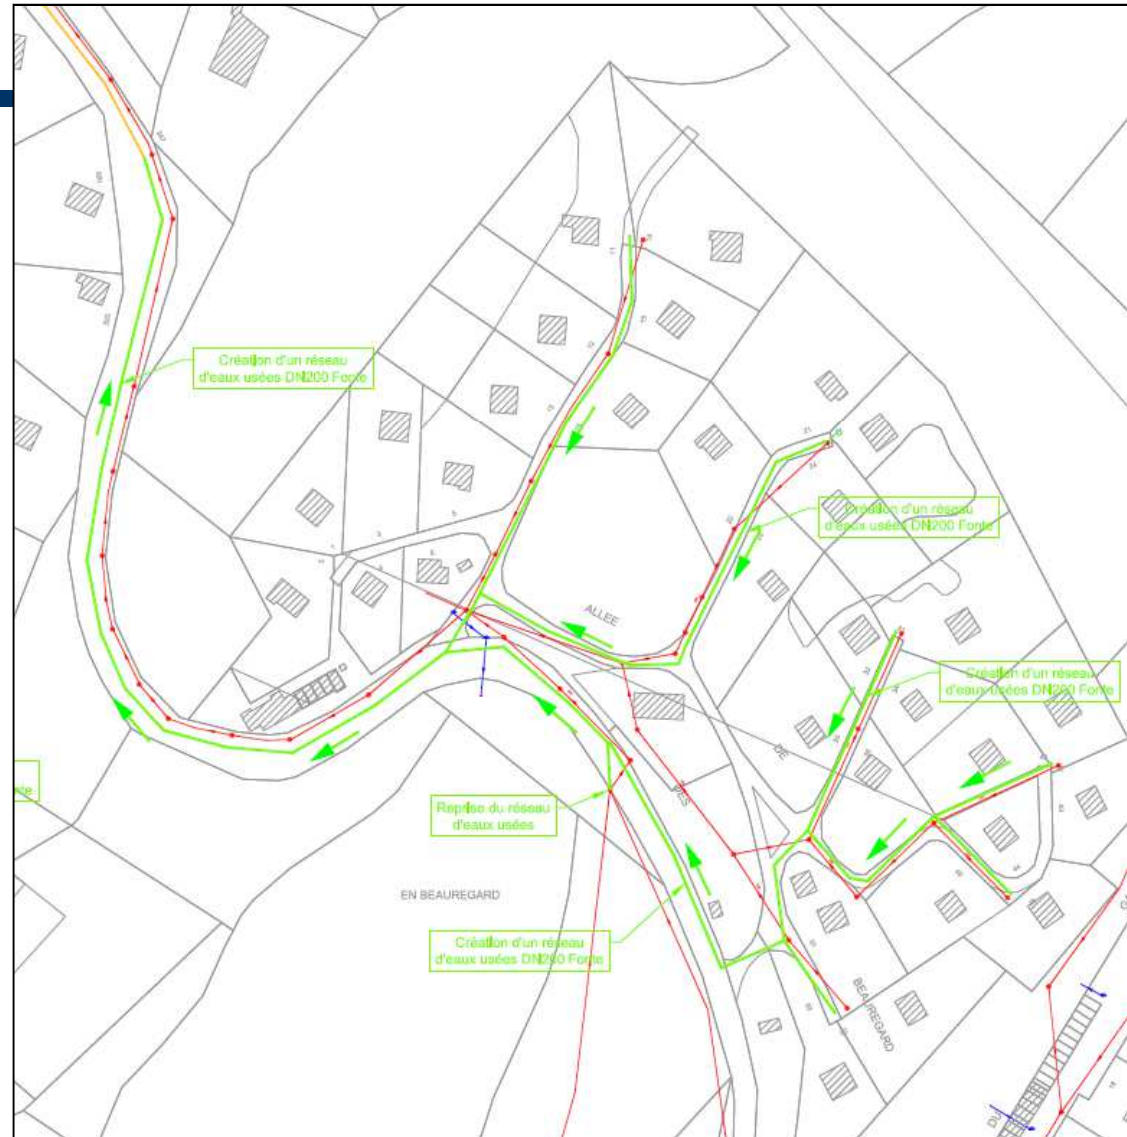 Création d'un réseau
d'eaux usées DN200 Fonte
Création d'un réseau
d'eaux usées DN200 Fonte
ALLEE
Création d'un réseau
d'eaux usées DN200 Fonte
DE
DES
Reprise du réseau
d'eaux usées
EN BEAUREGARD
Création d'un réseau
d'eaux usées DN200 Fonte
BEAUREGARD
DU